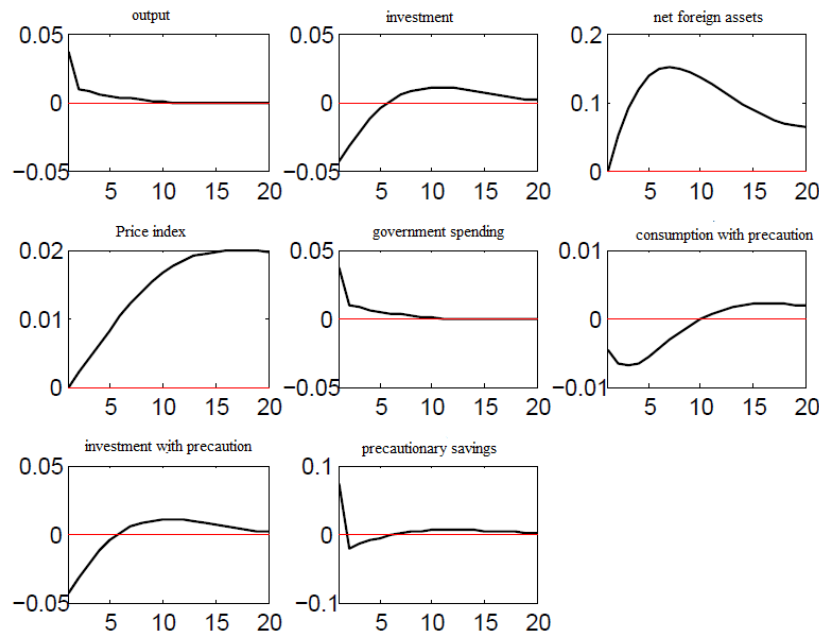 output
investment
net foreign assets
0.05
0
−0.05
5 10 15 20
0.05
0
−0.05
5 10 15 20
0.2
0.1
0
5 10 15 20
Price index
government spending
consumption with precaution
0.02
0.01
0
5 10 15 20
0.05
0
−0.05
5 10 15 20
0.01
0
−0.01
5 10 15 20
investment with precaution
precautionary savings
0.05
0
−0.05
5 10 15 20
0.1
0
−0.1
5 10 15 20